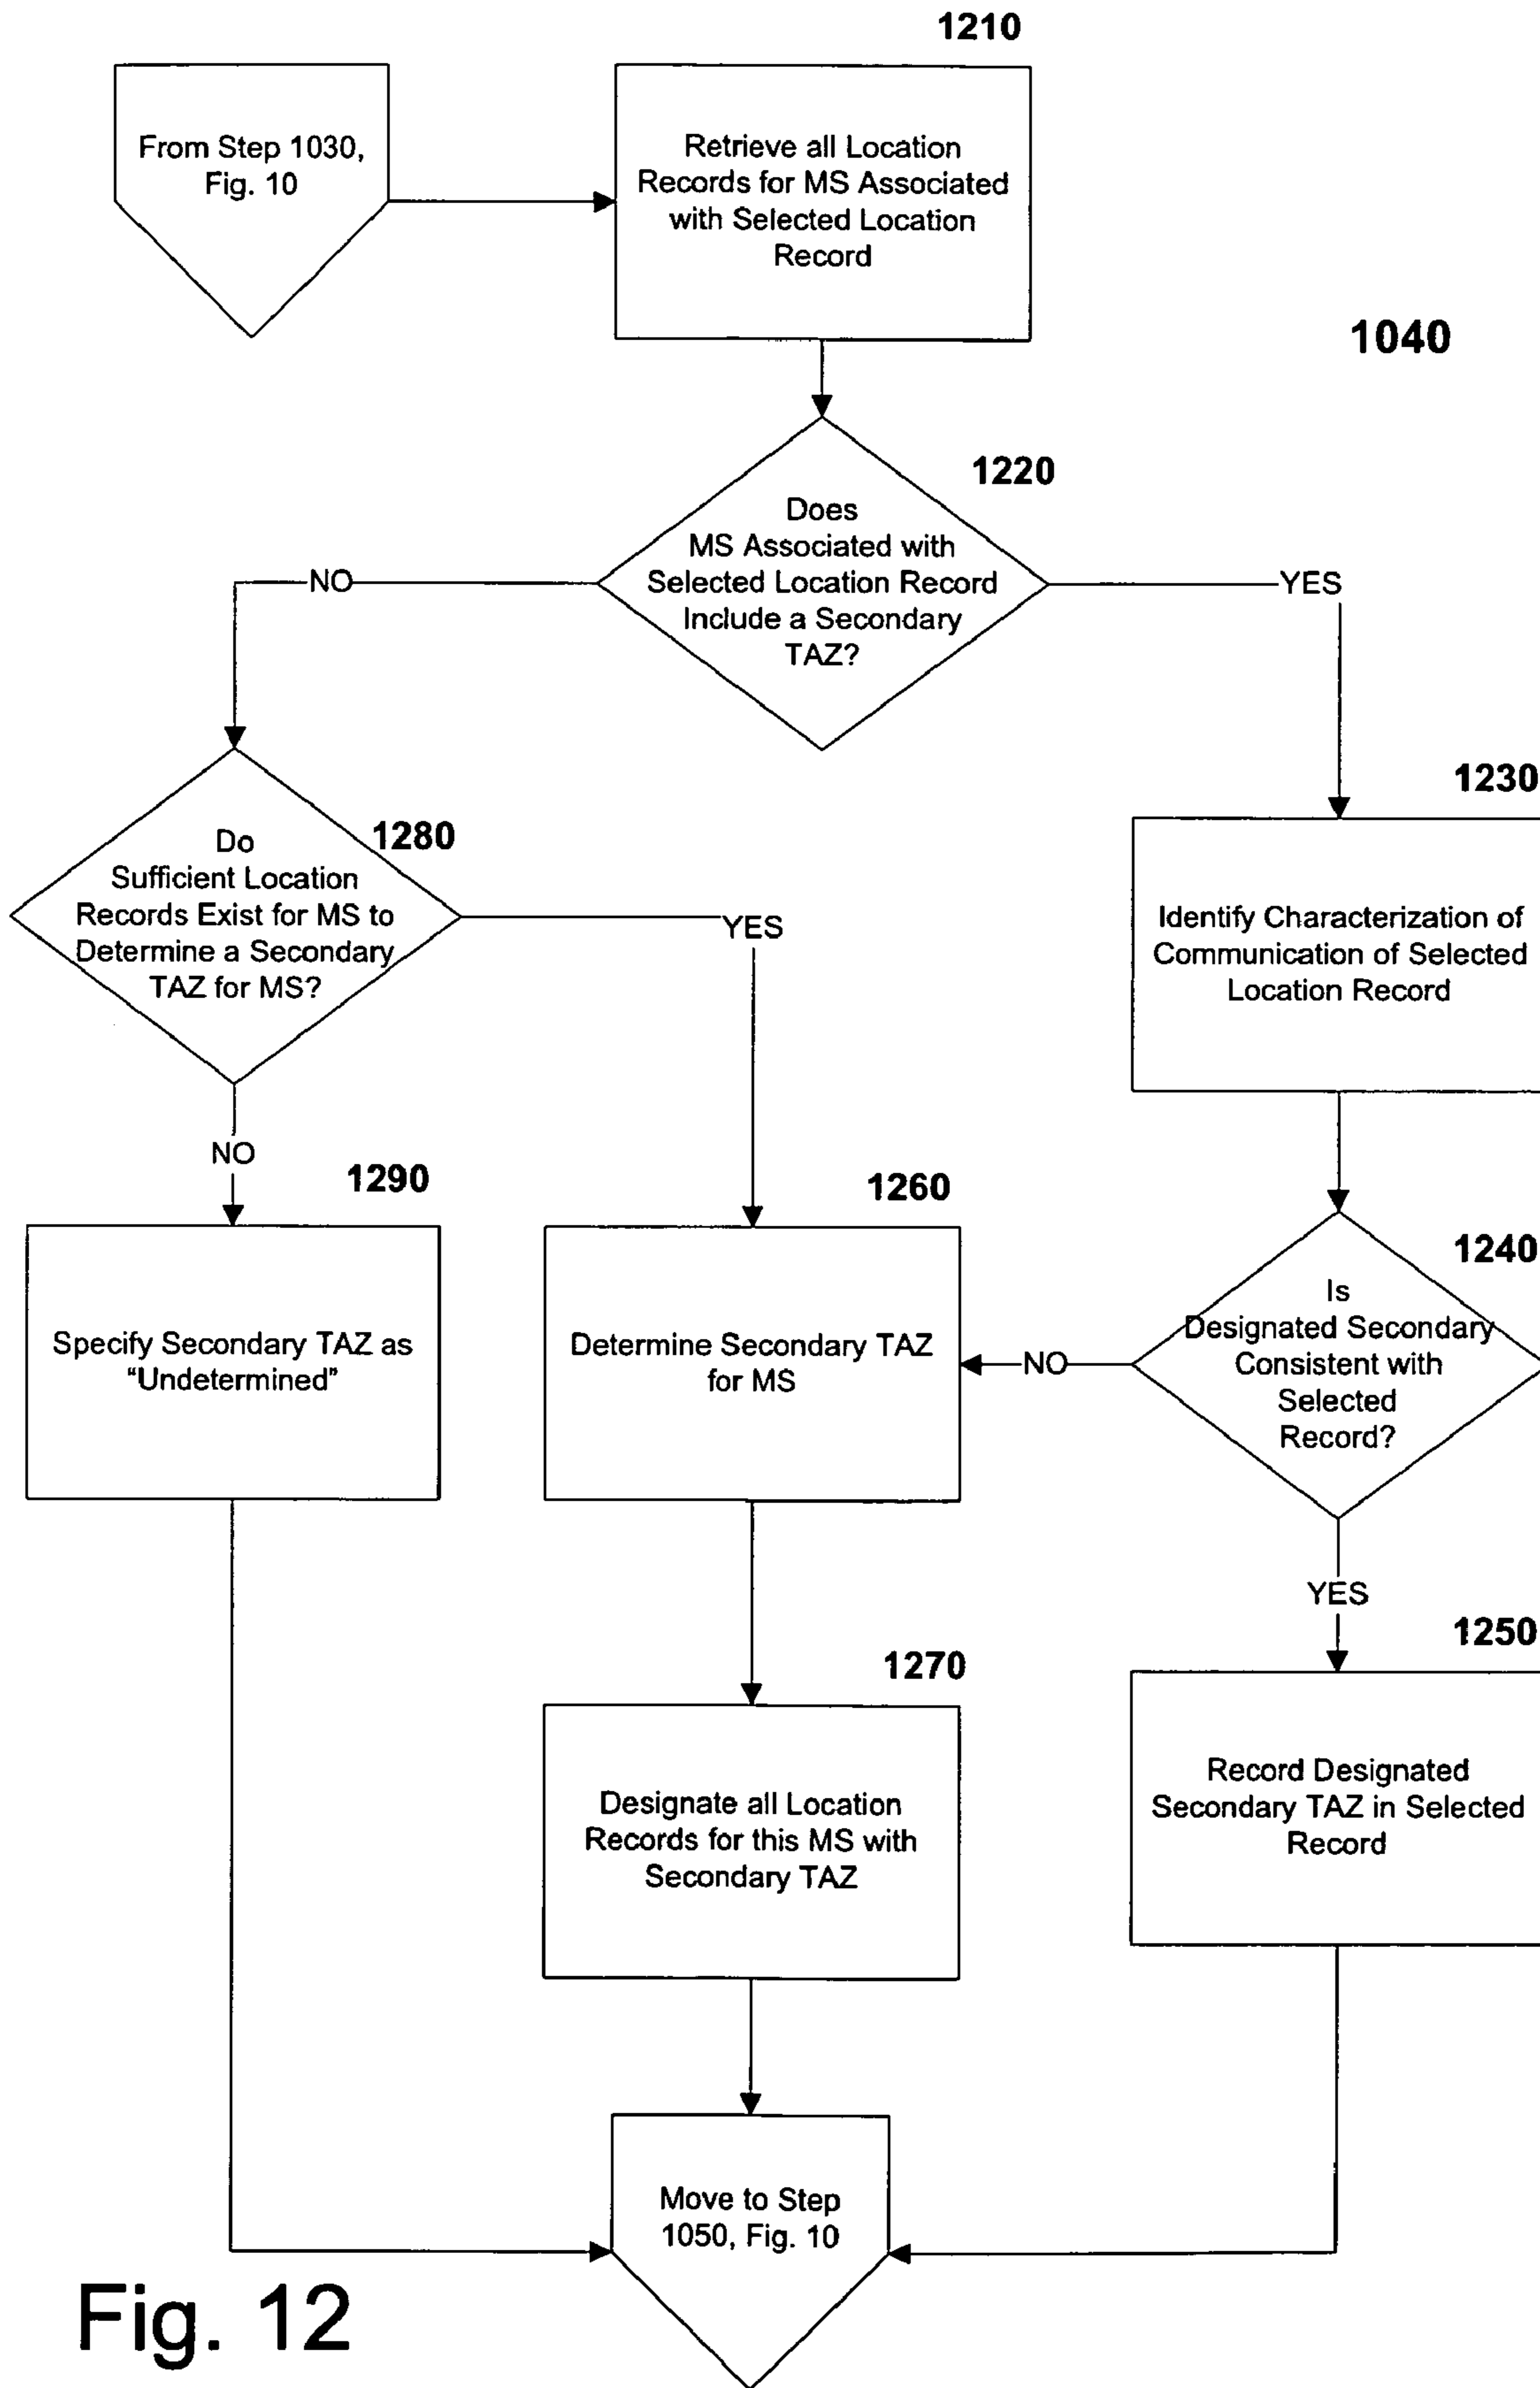 1210
From Step 1030,
Fig. 10
Retrieve all Location
Records for MS Associated
with Selected Location
Record
1040
1220
Does
MS Associated with
Selected Location Record
Include a Secondary
TAZ?
NO
YES
1230
1280
Do
Sufficient Location
Records Exist for MS to
Determine a Secondary
TAZ for MS?
YES
Identify Characterization of
Communication of Selected
Location Record
NO
1290
1260
1240
Specify Secondary TAZ as
“Undetermined”
Determine Secondary TAZ
for MS
NO
Is
Designated Secondary
Consistent with
Selected
Record?
YES
1250
1270
Designate all Location
Records for this MS with
Secondary TAZ
Record Designated
Secondary TAZ in Selected
Record
Move to Step
1050, Fig. 10
Fig. 12